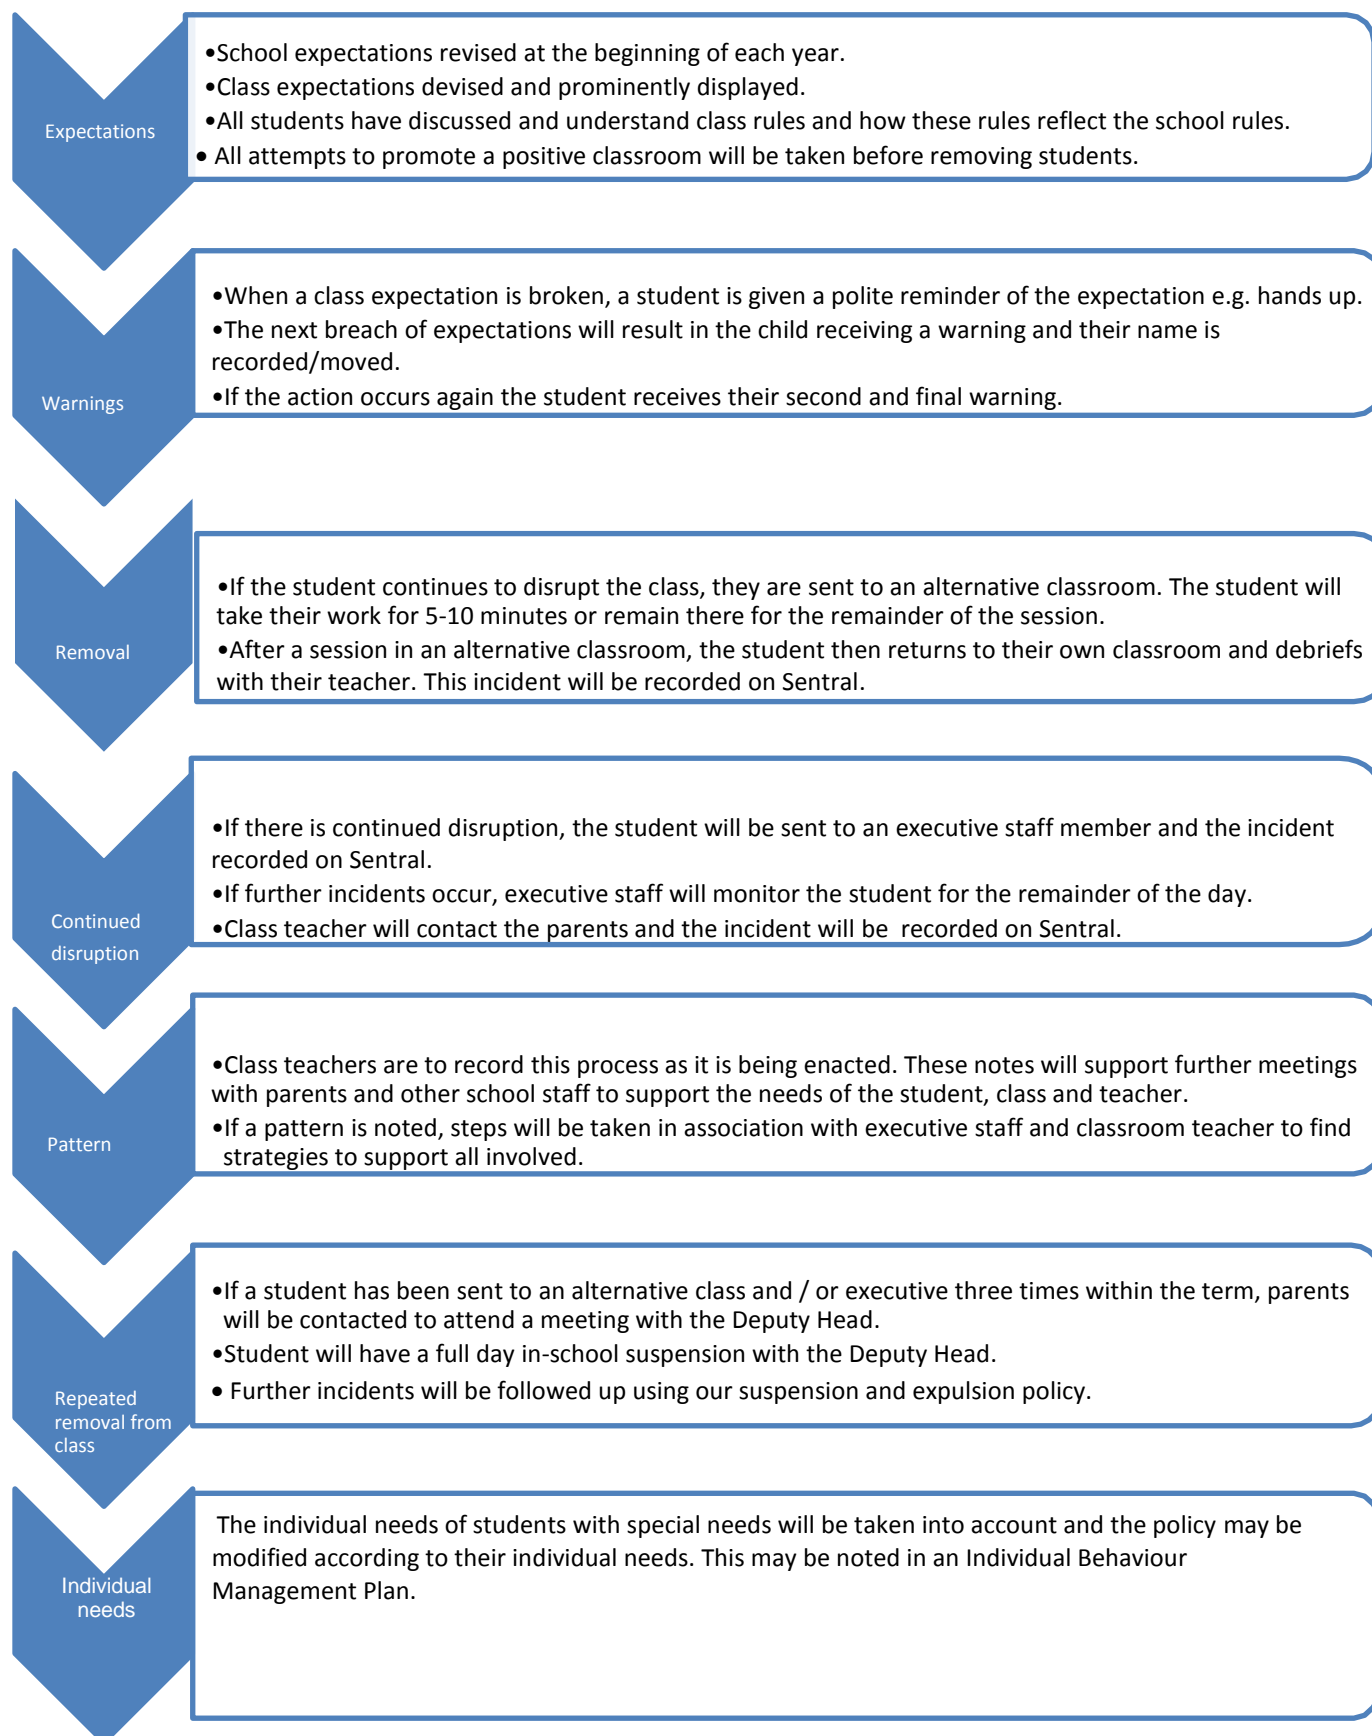 Expectations
•School expectations revised at the beginning of each year.
•Class expectations devised and prominently displayed.
•All students have discussed and understand class rules and how these rules reflect the school rules.
• All attempts to promote a positive classroom will be taken before removing students.
Warnings
•When a class expectation is broken, a student is given a polite reminder of the expectation e.g. hands up.
•The next breach of expectations will result in the child receiving a warning and their name is
recorded/moved.
•If the action occurs again the student receives their second and final warning.
Removal
•If the student continues to disrupt the class, they are sent to an alternative classroom. The student will
take their work for 5-10 minutes or remain there for the remainder of the session.
•After a session in an alternative classroom, the student then returns to their own classroom and debriefs
with their teacher. This incident will be recorded on Sentral.
Continued
disruption
•If there is continued disruption, the student will be sent to an executive staff member and the incident
recorded on Sentral.
•If further incidents occur, executive staff will monitor the student for the remainder of the day.
•Class teacher will contact the parents and the incident will be  recorded on Sentral.
Pattern
•Class teachers are to record this process as it is being enacted. These notes will support further meetings
with parents and other school staff to support the needs of the student, class and teacher.
•If a pattern is noted, steps will be taken in association with executive staff and classroom teacher to find
strategies to support all involved.
Repeated
removal from
class
•If a student has been sent to an alternative class and / or executive three times within the term, parents
will be contacted to attend a meeting with the Deputy Head.
•Student will have a full day in-school suspension with the Deputy Head.
• Further incidents will be followed up using our suspension and expulsion policy.
Individual
needs
The individual needs of students with special needs will be taken into account and the policy may be
modified according to their individual needs. This may be noted in an Individual Behaviour
Management Plan.